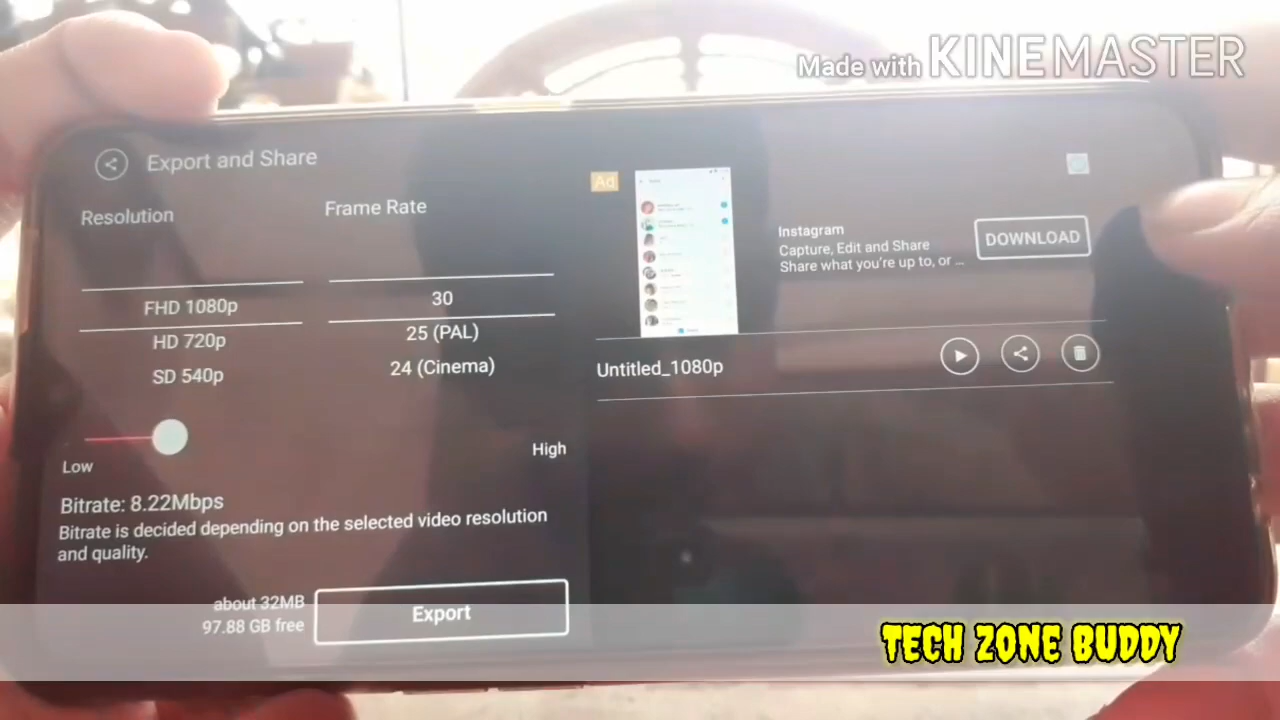 Made with KINEMASTER
Export and Share
Resolution
Frame Rate
FHD 1080p
HD 720p
SD 540p
30
25 (PAL)
24 (Cinema)
Low
High
Bitrate: 8.22Mbps
Bitrate is decided depending on the selected video resolution
and quality.
about 32MB
97.88 GB free
Export
Ad
Instagram
Capture, Edit and Share
Share what you're up to, or ...
DOWNLOAD
Untitled_1080p
TECH ZONE BUDDY